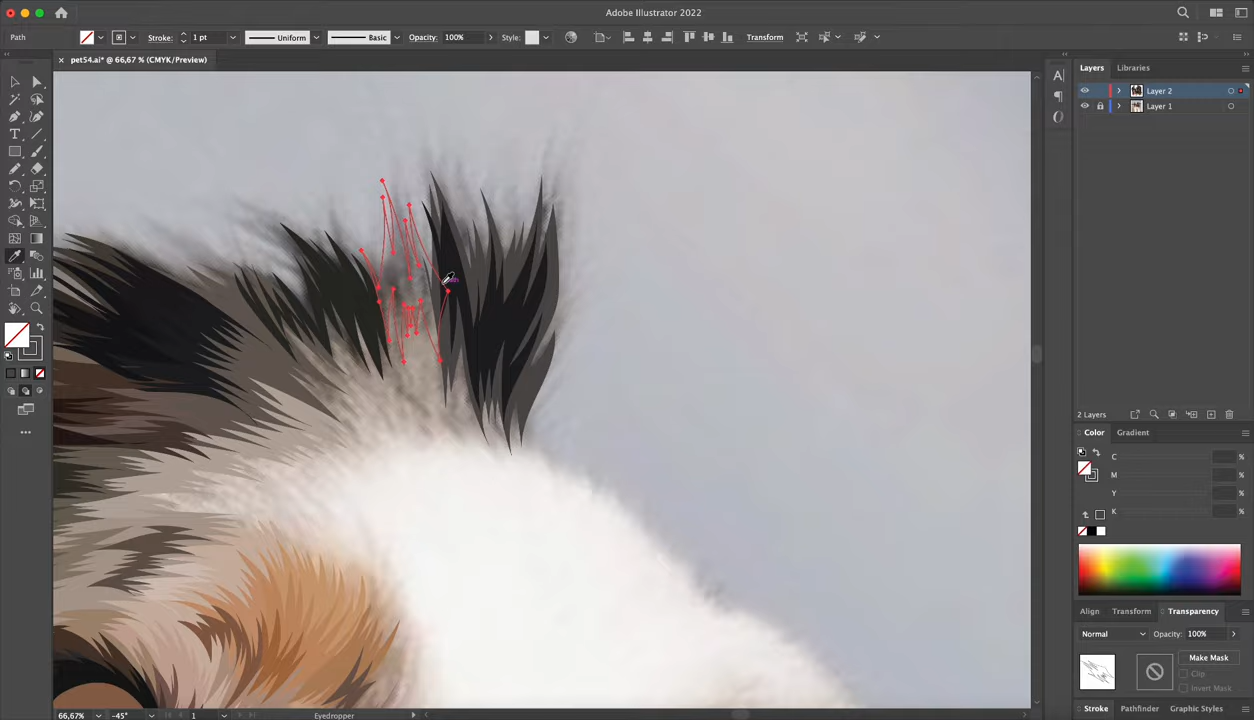 Adobe Illustrator 2022
Path
Stroke:
1 pt
Uniform
Basic
Opacity:
100%
Style:
Transform
× pet54.ai* @ 66,67 % (CMYK/Preview)
Layers
Libraries
Layer 2
Layer 1
2 Layers
Color
Gradient
C
%
M
%
Y
%
K
%
Align
Transform
Transparency
Normal
Opacity:
100%
Make Mask
Clip
Invert Mask
Stroke
Pathfinder
Graphic Styles
66,67%
-45°
1
Eyedropper